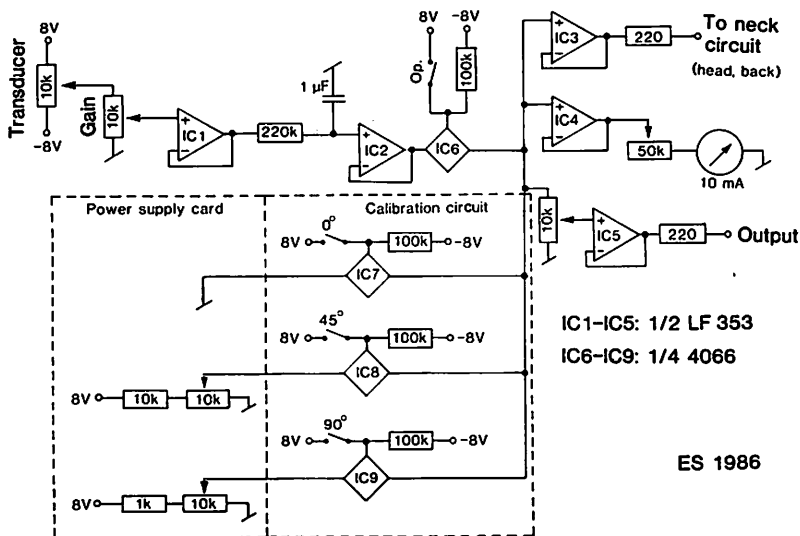 8V
Transducer
10k
-8V
Gain
10k
IC1
220k
1 µF
IC2
8V
-8V
Op.
100k
IC6
IC3
220
To neck
circuit
(head, back)
IC4
50k
10 mA
10k
IC5
220
Output
Power supply card
Calibration circuit
8V
0°
100k
-8V
IC7
8V
45°
100k
-8V
IC8
8V
10k
10k
8V
90°
100k
-8V
IC9
8V
1k
10k
IC1-IC5: 1/2 LF 353
IC6-IC9: 1/4 4066
ES 1986